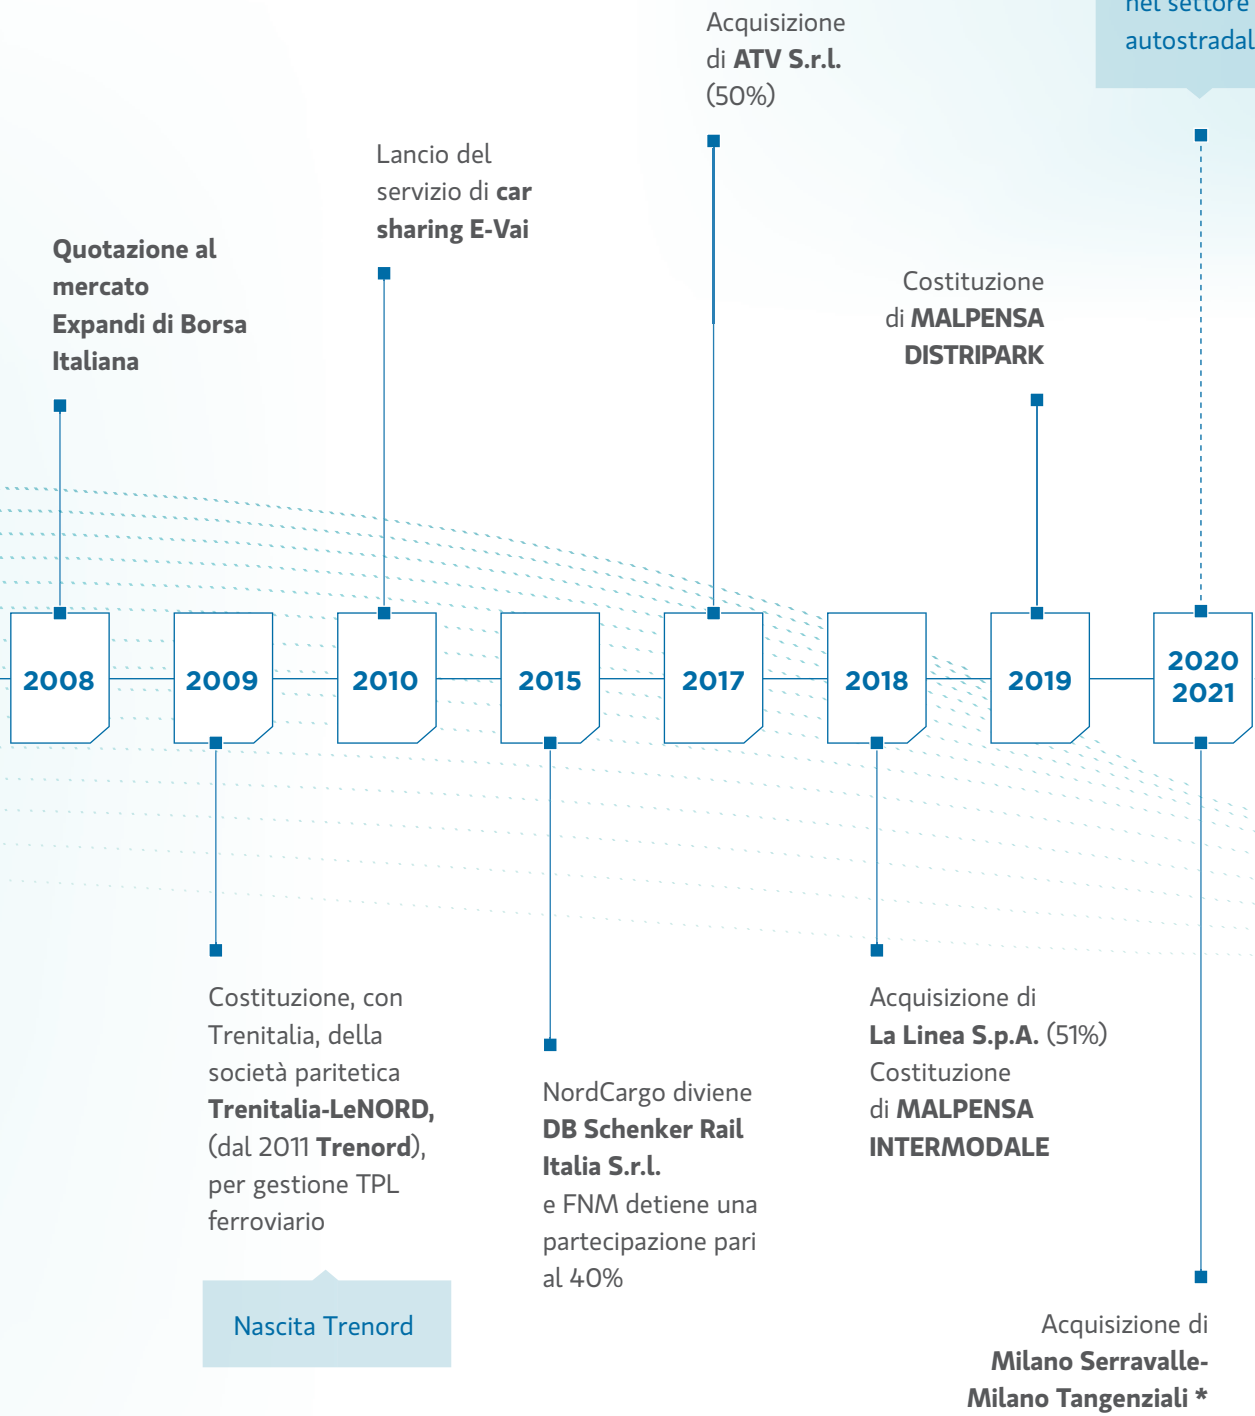 nel settore
Acquisizione
di ATV S.r.l.
(50%)
Lancio del
servizio di car
sharing E-Vai
Quotazione al
mercato
Expandi di Borsa
Italiana
Costituzione
di MALPENSA
DISTRIPARK
2008
2009
2010
2015
2017
2018
2019
2020
2021
Costituzione, con
Trenitalia, della
società paritetica
Trenitalia-LeNORD,
(dal 2011 Trenord),
per gestione TPL
ferroviario
Nascita Trenord
NordCargo diviene
DB Schenker Rail
Italia S.r.l.
e FNM detiene una
partecipazione pari
al 40%
Acquisizione di
La Linea S.p.A. (51%)
Costituzione
di MALPENSA
INTERMODALE
Acquisizione di
Milano Serravalle-
Milano Tangenziali *